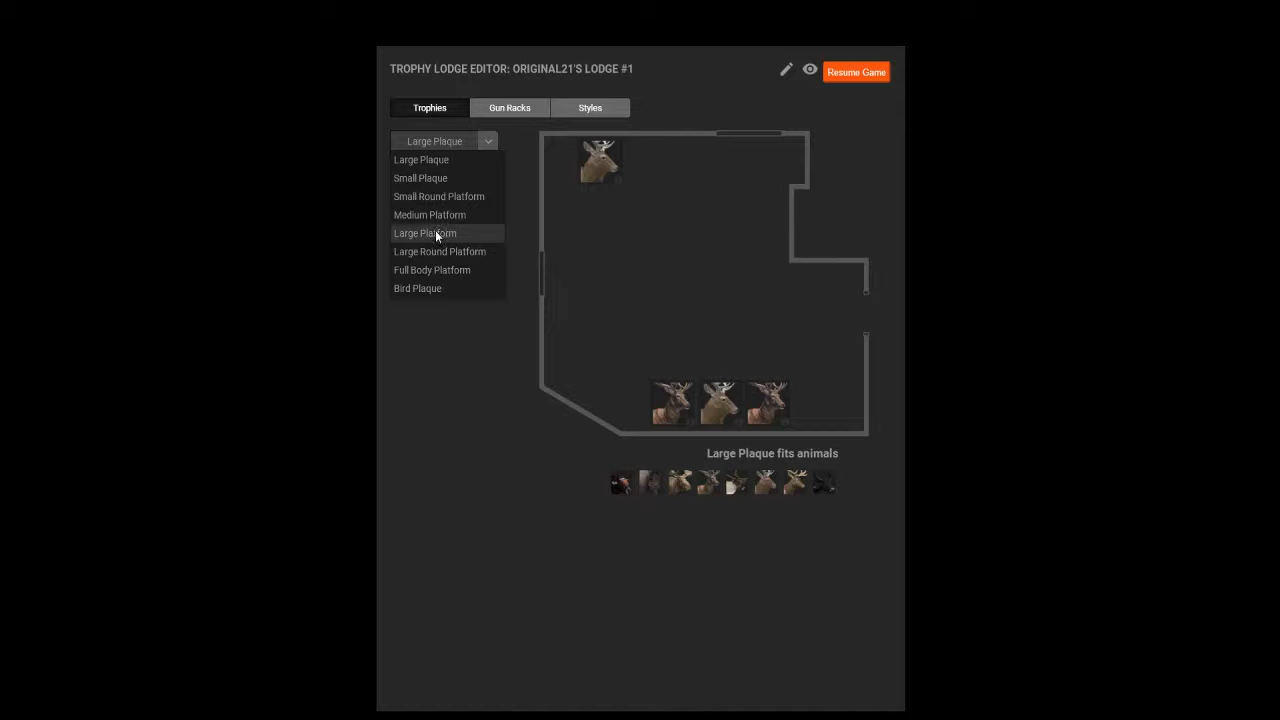 TROPHY LODGE EDITOR: ORIGINAL21'S LODGE #1
Resume Game
Trophies
Gun Racks
Styles
Large Plaque
Large Plaque
Small Plaque
Small Round Platform
Medium Platform
Large Platform
Large Round Platform
Full Body Platform
Bird Plaque
Large Plaque fits animals